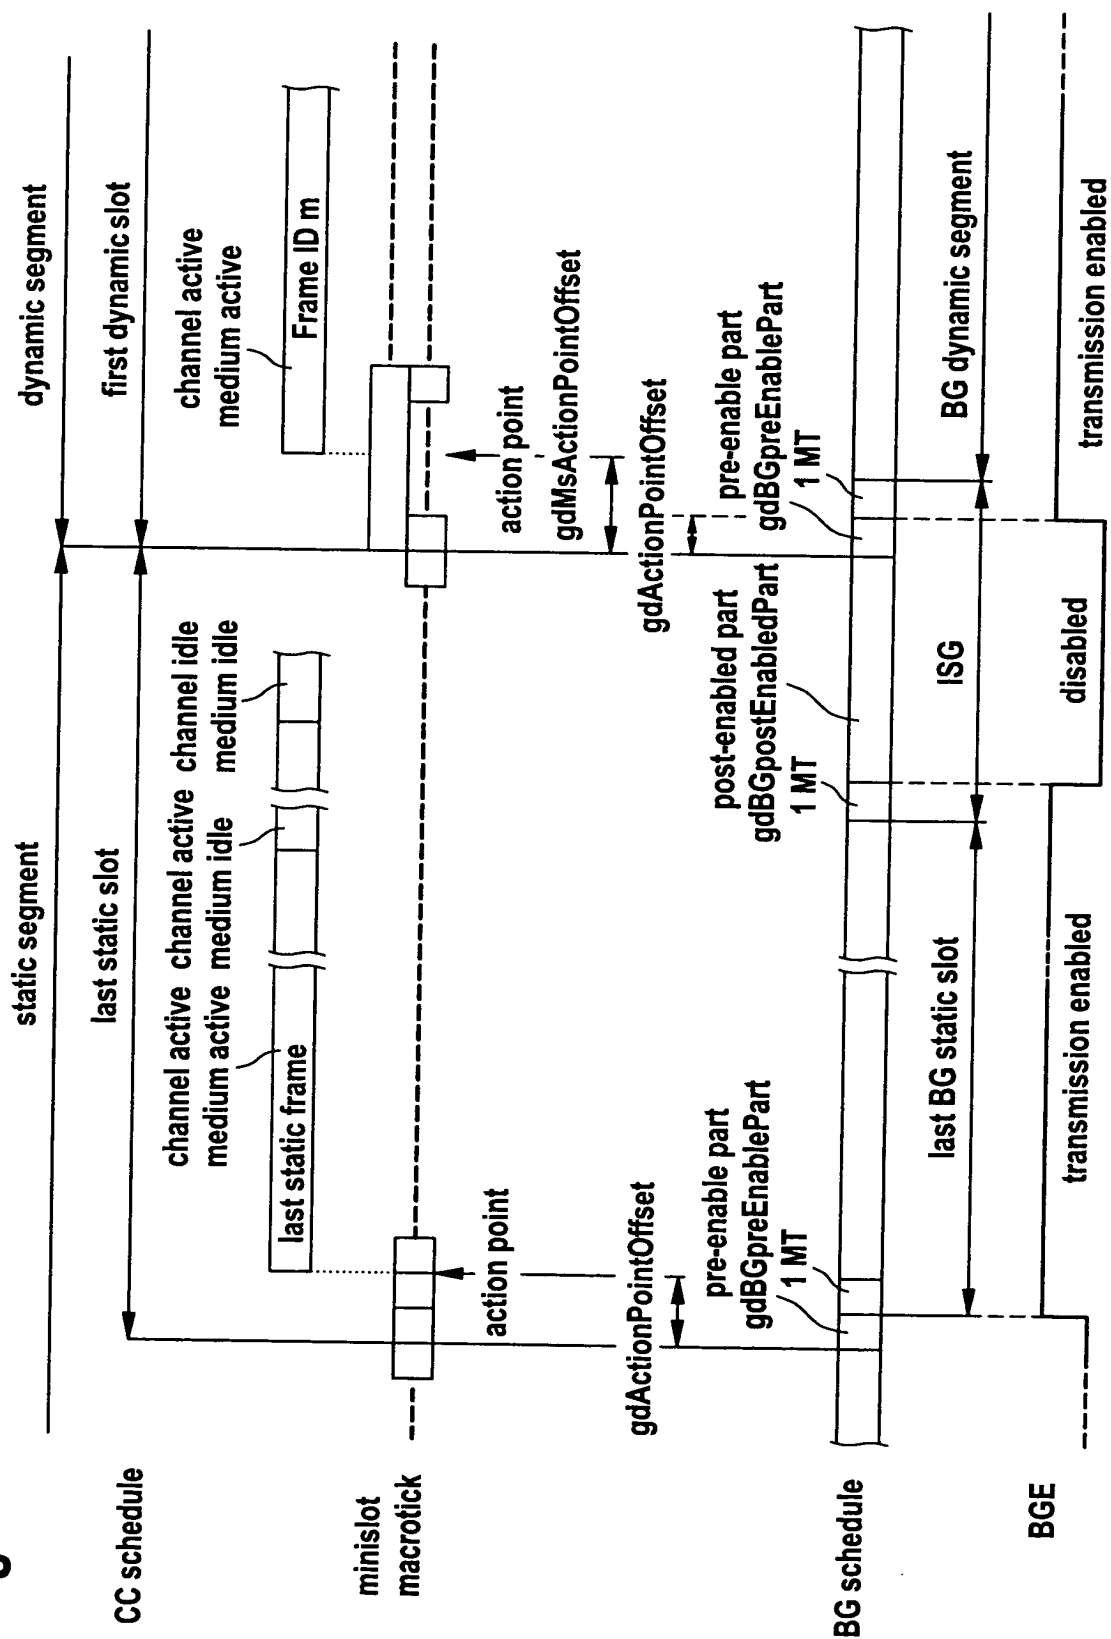 static segment
dynamic segment
CC schedule
last static slot
first dynamic slot
channel active channel active channel idle
medium active medium idle medium idle
channel active
medium active
last static frame
Frame ID m
minislot
macrotick
action point
action point
gdMsActionPointOffset
gdActionPointOffset
gdActionPointOffset
pre-enable part
gdBGpreEnablePart
1 MT
post-enabled part
gdBGpostEnabledPart
1 MT
pre-enable part
gdBGpreEnablePart
1 MT
BG schedule
last BG static slot
ISG
BG dynamic segment
BGE
transmission enabled
disabled
transmission enabled